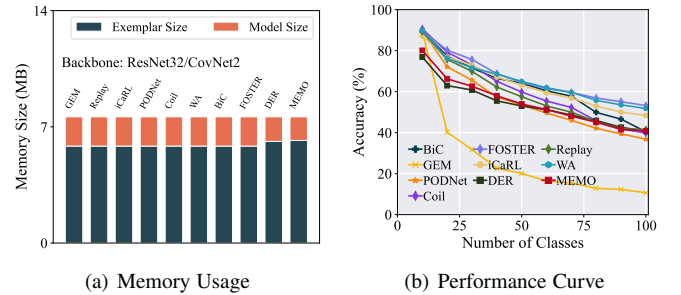 14
Exemplar Size
Model Size
Backbone: ResNet32/CovNet2
GEM
Replay
iCaRL
PODNet
Coil
WA
BiC
FOSTER
DER
MEMO
7
0
Memory Size (MB)
(a) Memory Usage
100
80
60
40
20
0
Accuracy (%)
BiC
FOSTER
Replay
GEM
iCaRL
WA
PODNet
DER
MEMO
Coil
0
25
50
75
100
Number of Classes
(b) Performance Curve